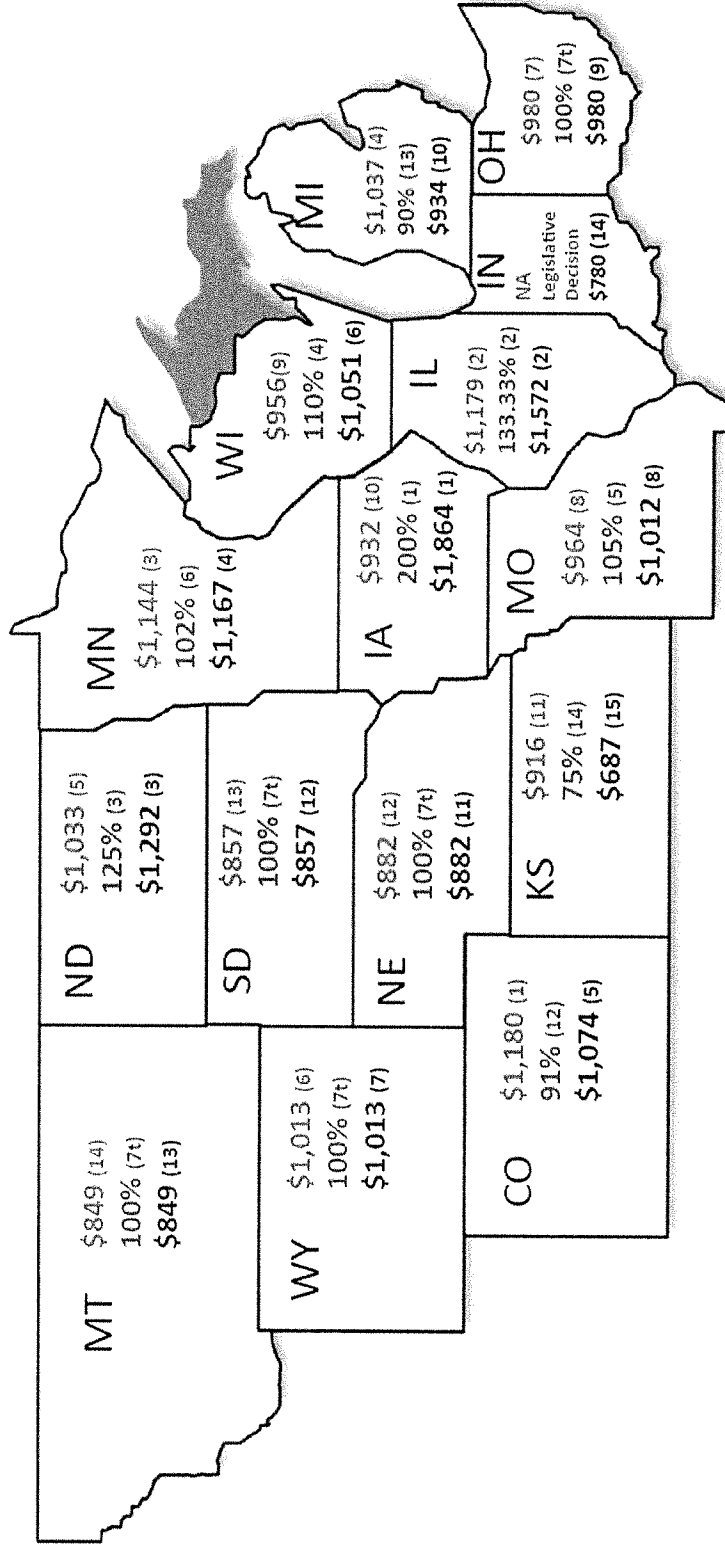 MT
$849 (14)
100% (7t)
$849 (13)
ND
$1,033 (5)
125% (3)
$1,292 (3)
MN
$1,144 (3)
102% (6)
$1,167 (4)
WI
$956(9)
110% (4)
$1,051 (6)
MI
$1,037 (4)
90% (13)
$934 (10)
WY
$1,013 (6)
100% (7t)
$1,013 (7)
SD
$857 (13)
100% (7t)
$857 (12)
IA
$932 (10)
200% (1)
$1,864 (1)
IL
$1,179 (2)
133.33% (2)
$1,572 (2)
IN
NA
Legislative
Decision
$780 (14)
OH
$980 (7)
100% (7t)
$980 (9)
NE
$882 (12)
100% (7t)
$882 (11)
CO
$1,180 (1)
91% (12)
$1,074 (5)
KS
$916 (11)
75% (14)
$687 (15)
MO
$964 (8)
105% (5)
$1,012 (8)